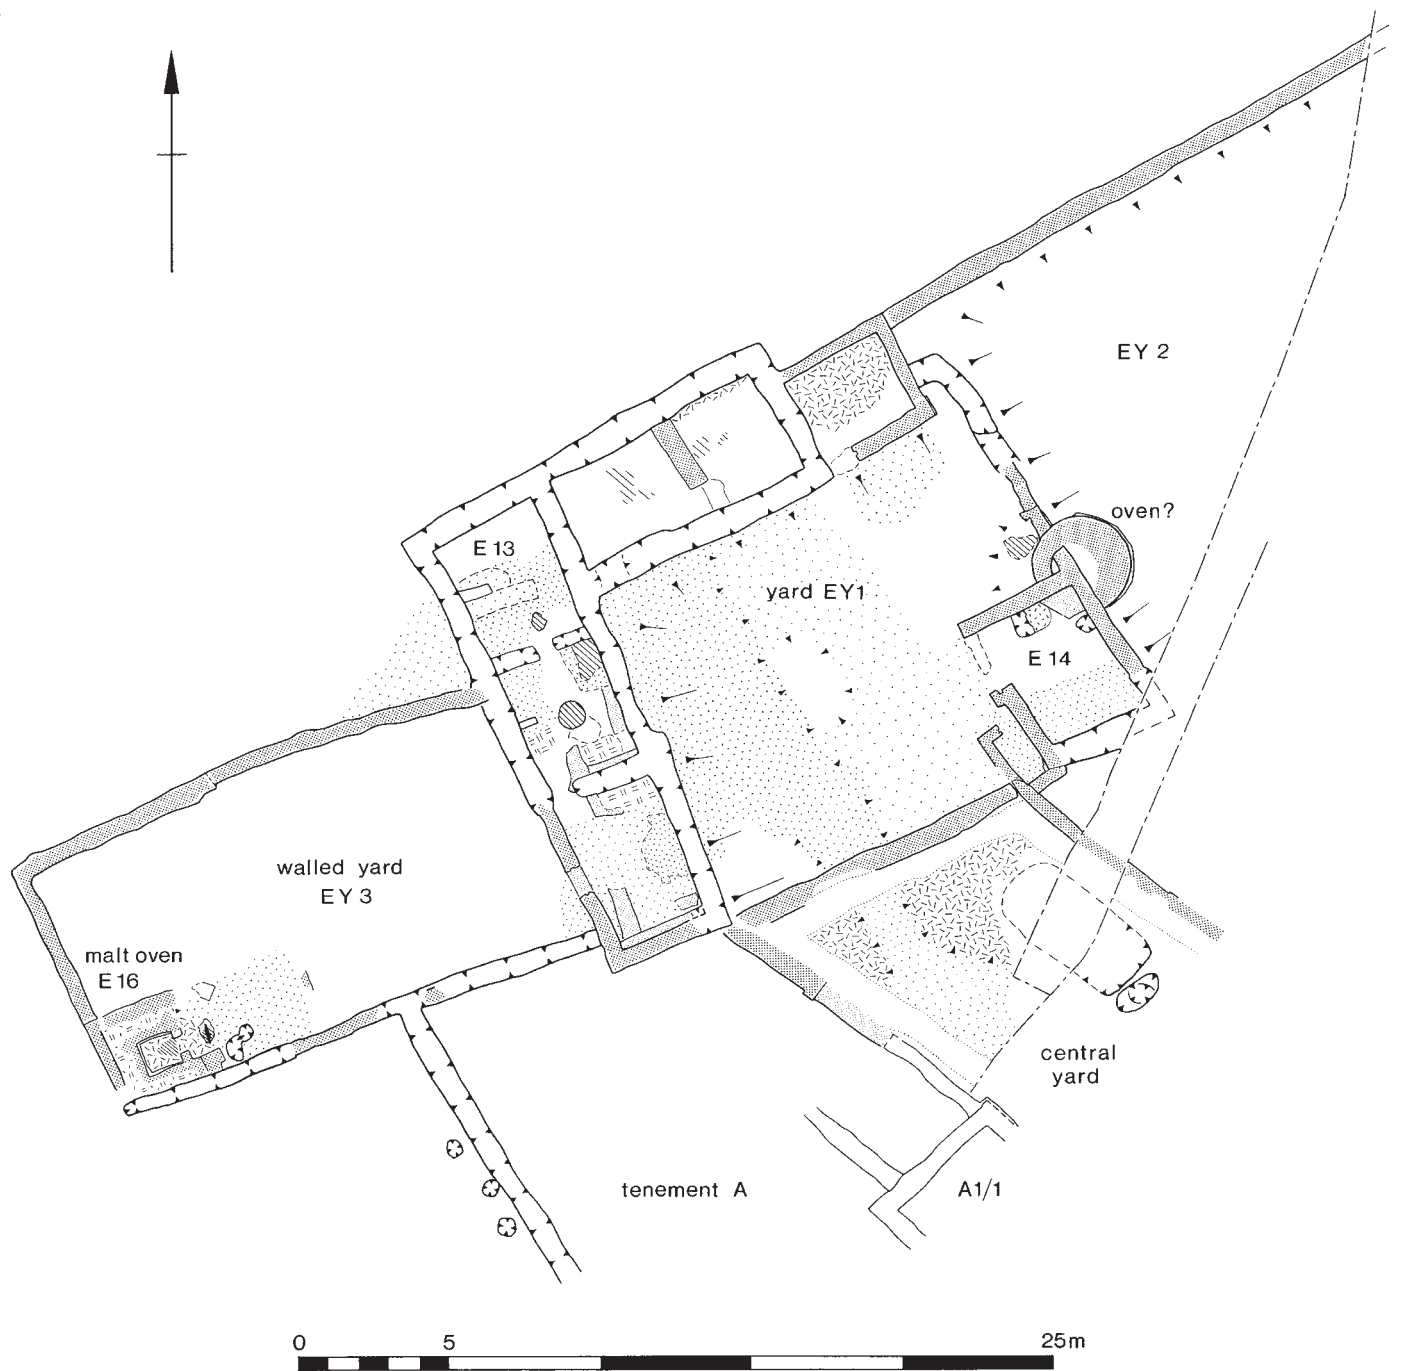 EY 2
oven?
E 13
yard EY1
E 14
walled yard
EY 3
malt oven
E 16
central
yard
tenement A
A1/1
0 5 25m